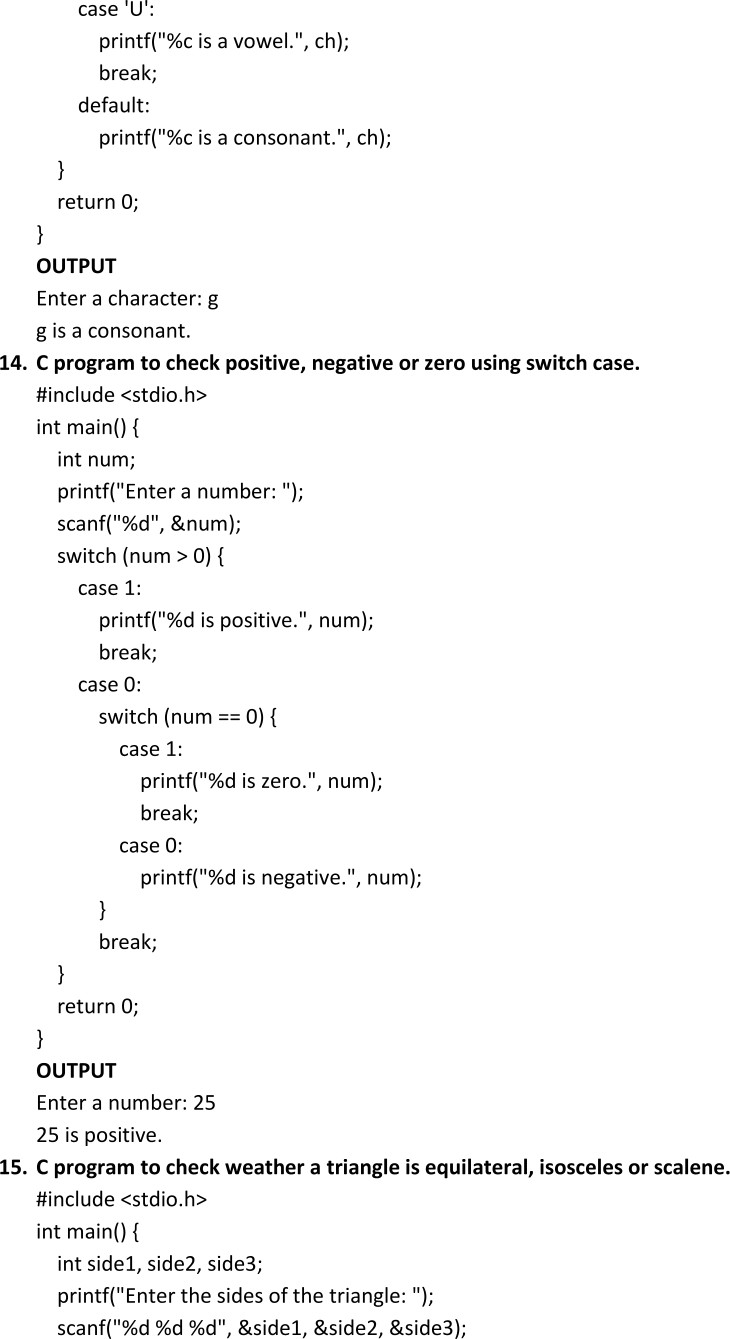 case 'U':
printf("%c is a vowel.", ch);
break;
default:
printf("%c is a consonant.", ch);
}
return 0;
}
OUTPUT
Enter a character: g
g is a consonant.
14. C program to check positive, negative or zero using switch case.
#include <stdio.h>
int main() {
int num;
printf("Enter a number: ");
scanf("%d", &num);
switch (num > 0) {
case 1:
printf("%d is positive.", num);
break;
case 0:
switch (num == 0) {
case 1:
printf("%d is zero.", num);
break;
case 0:
printf("%d is negative.", num);
}
break;
}
return 0;
}
OUTPUT
Enter a number: 25
25 is positive.
15. C program to check weather a triangle is equilateral, isosceles or scalene.
#include <stdio.h>
int main() {
int side1, side2, side3;
printf("Enter the sides of the triangle: ");
scanf("%d %d %d", &side1, &side2, &side3);